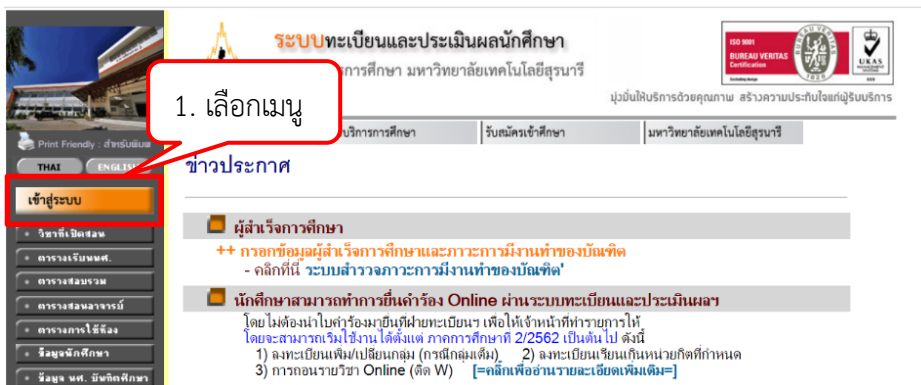 ระบบทะเบียนและประเมินผลนักศึกษา
การศึกษา มหาวิทยาลัยเทคโนโลยีสุรนารี
ISO 9001
BUREAU VERITAS
Certification
UKAS
มุ่งมั่นให้บริการด้วยคุณภาพ สร้างความประทับใจแก่ผู้รับบริการ
1. เลือกเมนู
บริการการศึกษา
รับสมัครเข้าศึกษา
มหาวิทยาลัยเทคโนโลยีสุรนารี
Print Friendly : สำหรับพิมพ์
THAI
ENGLISH
ข่าวประกาศ
เข้าสู่ระบบ
วิชาที่เปิดสอน
ตารางเรียนนศ.
ตารางสอบรวม
ตารางสอนอาจารย์
ตารางการใช้ห้อง
ข้อมูลนักศึกษา
ข้อมูล นศ. บัณฑิตศึกษา
ผู้สำเร็จการศึกษา
++ กรอกข้อมูลผู้สำเร็จการศึกษาและภาวะการมีงานทำของบัณฑิต
- คลิกที่นี่ ระบบสำรวจภาวะการมีงานทำของบัณฑิต'
นักศึกษาสามารถทำการยื่นคำร้อง Online ผ่านระบบทะเบียนและประเมินผลฯ
โดยไม่ต้องนำใบคำร้องมายื่นที่ฝ่ายทะเบียนฯ เพื่อให้เจ้าหน้าที่ทำรายการให้
โดยจะสามารถเริ่มใช้งานได้ตั้งแต่ ภาคการศึกษาที่ 2/2562 เป็นต้นไป ดังนี้
1) ลงทะเบียนเพิ่ม/เปลี่ยนกลุ่ม (กรณีกลุ่มเต็ม) 2) ลงทะเบียนเรียนเกินหน่วยกิตที่กำหนด
3) การถอนรายวิชา Online (ติด W) [=คลิ๊กเพื่ออ่านรายละเอียดเพิ่มเติม=]